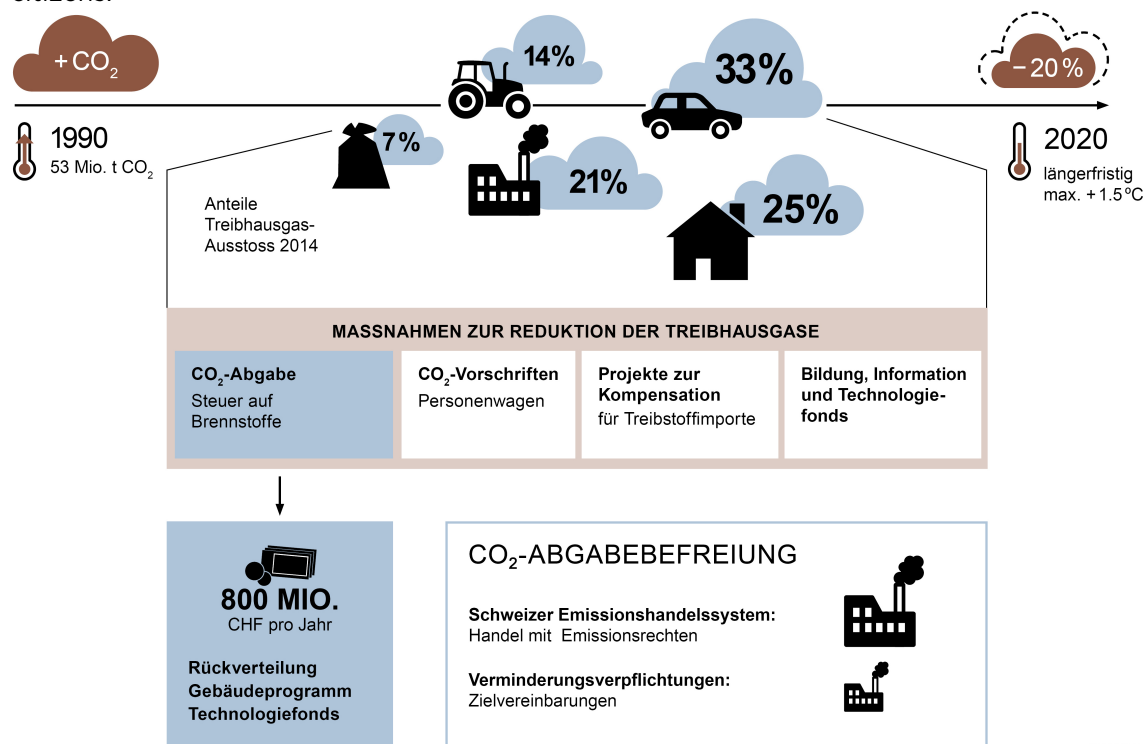 citizens.
+ CO₂
14%
33%
− 20 %
1990
53 Mio. t CO₂
7%
21%
25%
2020
längerfristig
max. + 1.5 °C
Anteile
Treibhausgas-
Ausstoss 2014
MASSNAHMEN ZUR REDUKTION DER TREIBHAUSGASE
CO₂-Abgabe
Steuer auf
Brennstoffe
CO₂-Vorschriften
Personenwagen
Projekte zur
Kompensation
für Treibstoffimporte
Bildung, Information
und Technologie-
fonds
800 MIO.
CHF pro Jahr
Rückverteilung
Gebäudeprogramm
Technologiefonds
CO₂-ABGABEBEFREIUNG
Schweizer Emissionshandelssystem:
Handel mit Emissionsrechten
Verminderungsverpflichtungen:
Zielvereinbarungen